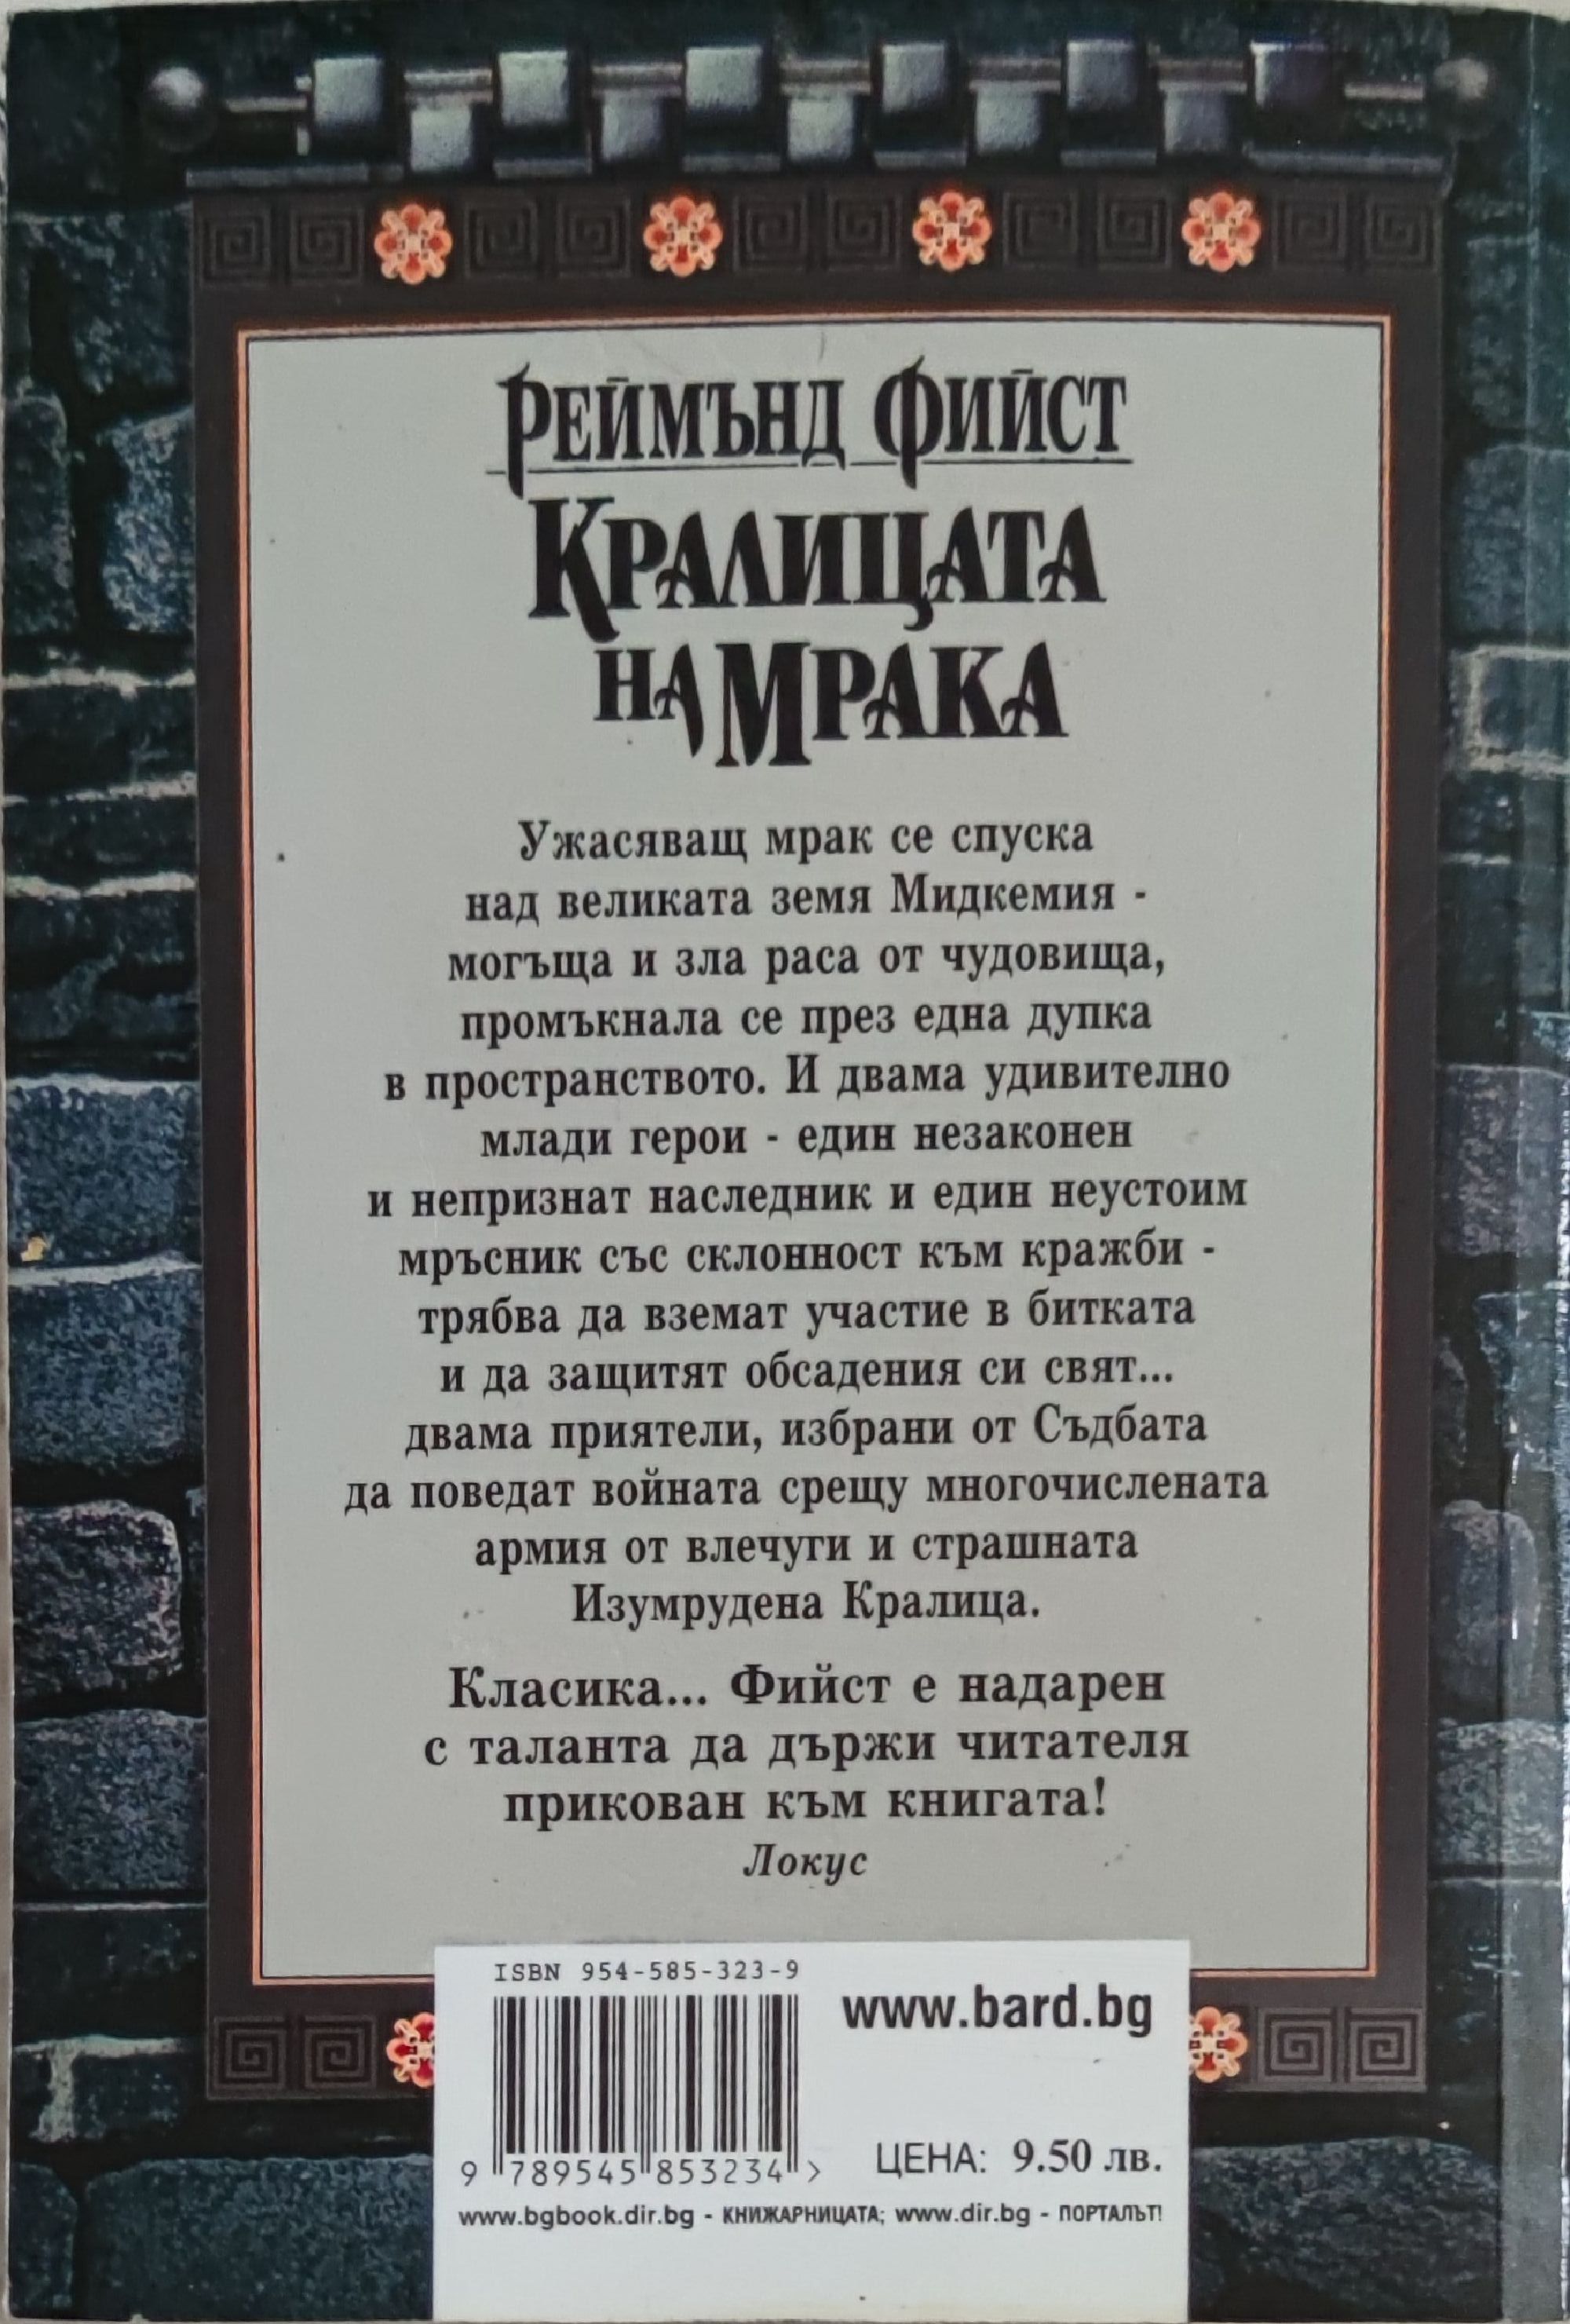 Реймънд Фийст
Кралицата
на Мрака
Ужасяващ мрак се спуска
над великата земя Мидкемия -
могъща и зла раса от чудовища,
промъкнала се през една дупка
в пространството. И двама удивително
млади герои - един незаконен
и непризнат наследник и един неустоим
мръсник със склонност към кражби -
трябва да вземат участие в битката
и да защитят обсадения си свят...
двама приятели, избрани от Съдбата
да поведат войната срещу многочислената
армия от влечуги и страшната
Изумрудена Кралица.
Класика... Фийст е надарен
с таланта да държи читателя
прикован към книгата!
Локус
ISBN 954-585-323-9
www.bard.bg
9 789545 853234 >
ЦЕНА: 9.50 лв.
www.bgbook.dir.bg - КНИЖАРНИЦАТА; www.dir.bg - ПОРТАЛЪТ!